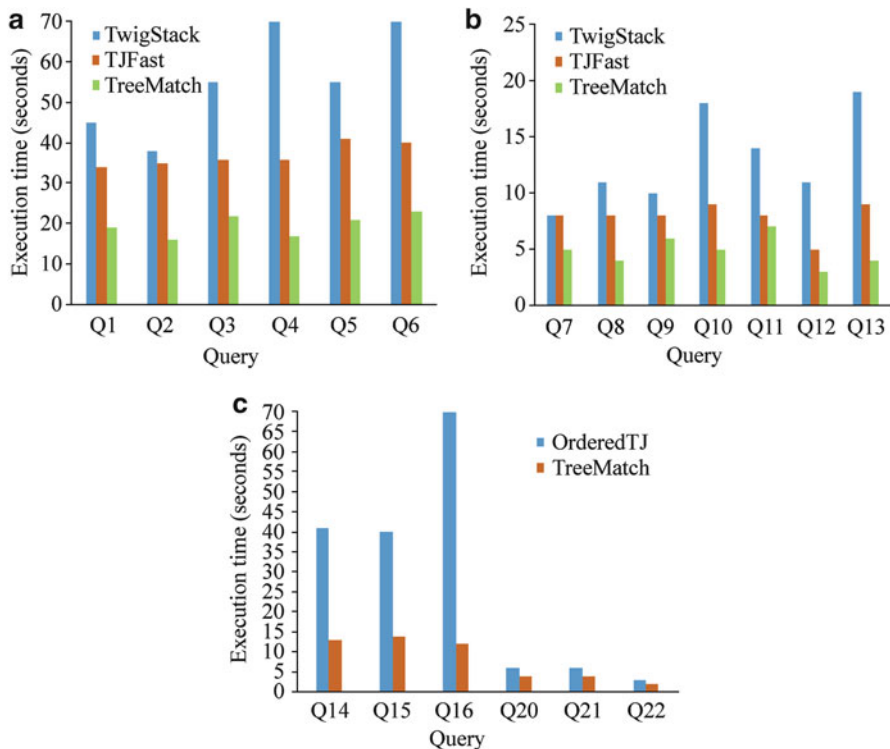 a
70
60
50
40
30
20
10
0
Execution time (seconds)
TwigStack
TJFast
TreeMatch
Q1 Q2 Q3 Q4 Q5 Q6
Query
b
25
20
15
10
5
0
Execution time (seconds)
TwigStack
TJFast
TreeMatch
Q7 Q8 Q9 Q10 Q11 Q12 Q13
Query
c
70
65
60
55
50
45
40
35
30
25
20
15
10
5
0
Execution time (seconds)
OrderedTJ
TreeMatch
Q14 Q15 Q16 Q20 Q21 Q22
Query